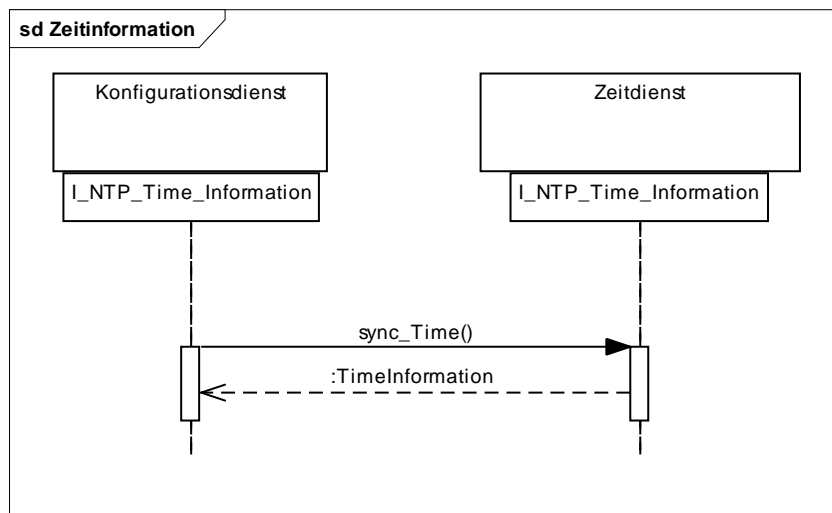 sd Zeitinformation
Konfigurationsdienst
Zeitdienst
I_NTP_Time_Information
I_NTP_Time_Information
sync_Time()
:TimeInformation